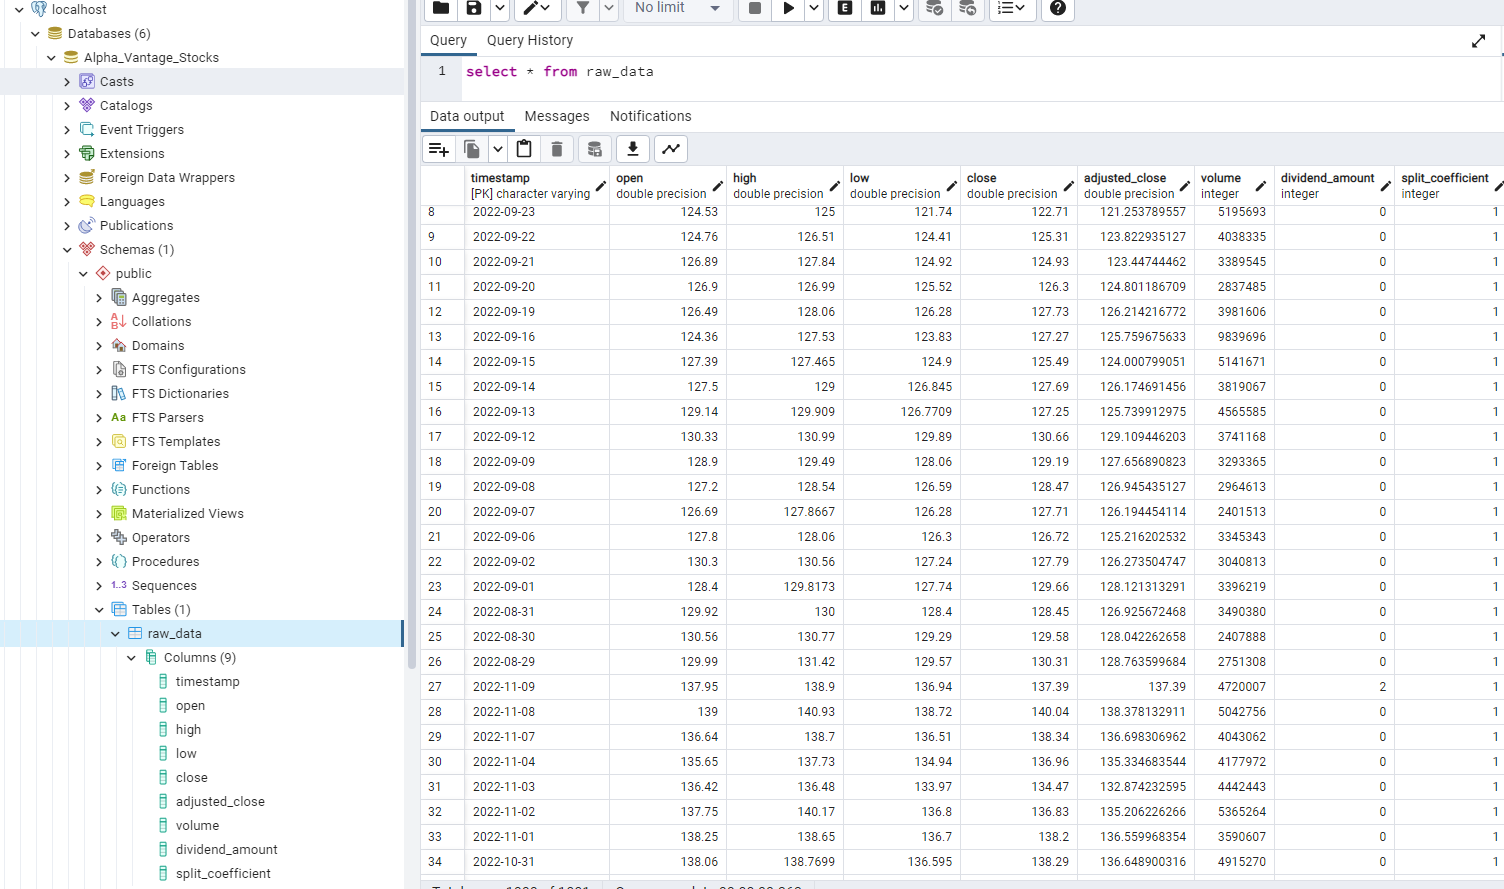 localhost
Databases (6)
Alpha_Vantage_Stocks
Casts
Catalogs
Event Triggers
Extensions
Foreign Data Wrappers
Languages
Publications
Schemas (1)
public
Aggregates
Collations
Domains
FTS Configurations
FTS Dictionaries
Aa FTS Parsers
FTS Templates
Foreign Tables
Functions
Materialized Views
Operators
Procedures
1..3 Sequences
Tables (1)
raw_data
Columns (9)
timestamp
open
high
low
close
adjusted_close
volume
dividend_amount
split_coefficient
No limit
E
Query Query History
1 select * from raw_data
Data output Messages Notifications
timestamp open high low close adjusted_close volume dividend_amount split_coefficient
[PK] character varying double precision double precision double precision double precision double precision integer integer integer
8 2022-09-23 124.53 125 121.74 122.71 121.253789557 5195693 0 1
9 2022-09-22 124.76 126.51 124.41 125.31 123.822935127 4038335 0 1
10 2022-09-21 126.89 127.84 124.92 124.93 123.44744462 3389545 0 1
11 2022-09-20 126.9 126.99 125.52 126.3 124.801186709 2837485 0 1
12 2022-09-19 126.49 128.06 126.28 127.73 126.214216772 3981606 0 1
13 2022-09-16 124.36 127.53 123.83 127.27 125.759675633 9839696 0 1
14 2022-09-15 127.39 127.465 124.9 125.49 124.000799051 5141671 0 1
15 2022-09-14 127.5 129 126.845 127.69 126.174691456 3819067 0 1
16 2022-09-13 129.14 129.909 126.7709 127.25 125.739912975 4565585 0 1
17 2022-09-12 130.33 130.99 129.89 130.66 129.109446203 3741168 0 1
18 2022-09-09 128.9 129.49 128.06 129.19 127.656890823 3293365 0 1
19 2022-09-08 127.2 128.54 126.59 128.47 126.945435127 2964613 0 1
20 2022-09-07 126.69 127.8667 126.28 127.71 126.194454114 2401513 0 1
21 2022-09-06 127.8 128.06 126.3 126.72 125.216202532 3345343 0 1
22 2022-09-02 130.3 130.56 127.24 127.79 126.273504747 3040813 0 1
23 2022-09-01 128.4 129.8173 127.74 129.66 128.121313291 3396219 0 1
24 2022-08-31 129.92 130 128.4 128.45 126.925672468 3490380 0 1
25 2022-08-30 130.56 130.77 129.29 129.58 128.042262658 2407888 0 1
26 2022-08-29 129.99 131.42 129.57 130.31 128.763599684 2751308 0 1
27 2022-11-09 137.95 138.9 136.94 137.39 137.39 4720007 2 1
28 2022-11-08 139 140.93 138.72 140.04 138.378132911 5042756 0 1
29 2022-11-07 136.64 138.7 136.51 138.34 136.698306962 4043062 0 1
30 2022-11-04 135.65 137.73 134.94 136.96 135.334683544 4177972 0 1
31 2022-11-03 136.42 136.48 133.97 134.47 132.874232595 4442443 0 1
32 2022-11-02 137.75 140.17 136.8 136.83 135.206226266 5365264 0 1
33 2022-11-01 138.25 138.65 136.7 138.2 136.559968354 3590607 0 1
34 2022-10-31 138.06 138.7699 136.595 138.29 136.648900316 4915270 0 1